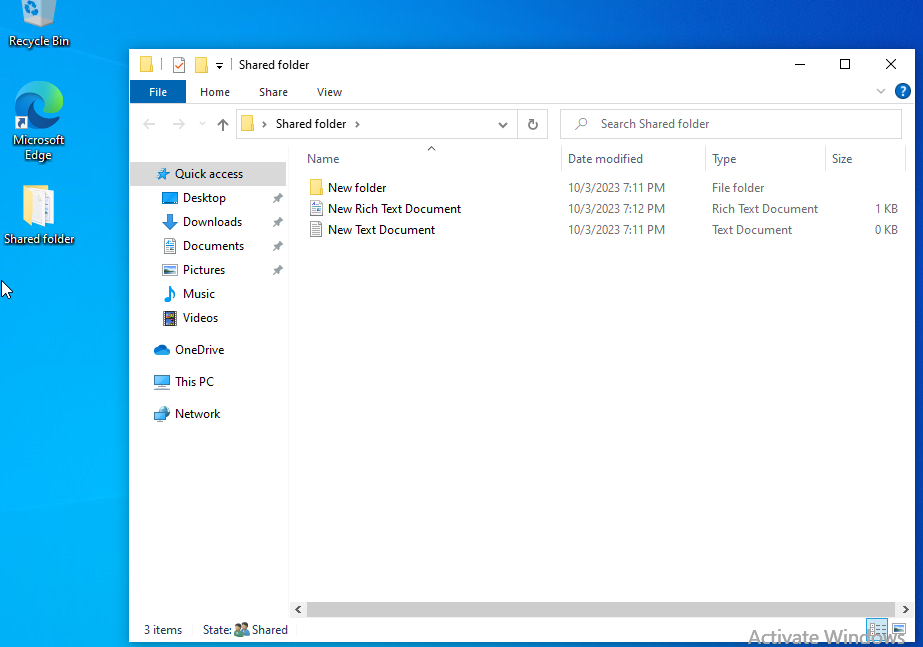 Recycle Bin
Microsoft
Edge
Shared folder
Shared folder
File Home Share View
?
Shared folder
Search Shared folder
Name Date modified Type Size
Quick access
Desktop
Downloads
Documents
Pictures
Music
Videos
OneDrive
This PC
Network
New folder 10/3/2023 7:11 PM File folder
New Rich Text Document 10/3/2023 7:12 PM Rich Text Document 1 KB
New Text Document 10/3/2023 7:11 PM Text Document 0 KB
3 items State: Shared
Activate Windows